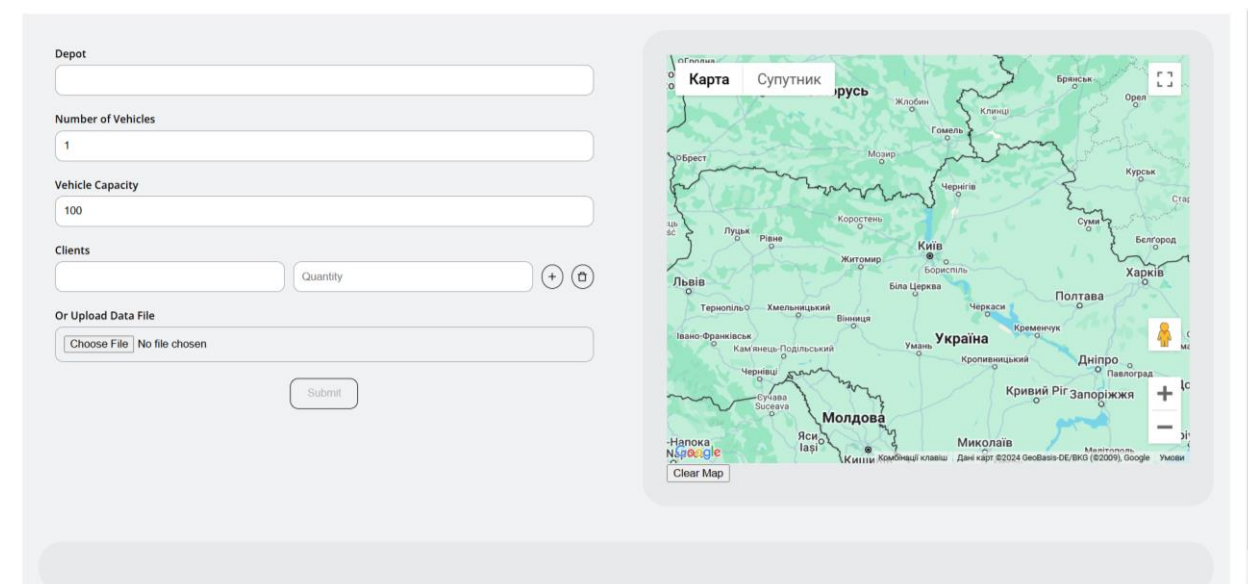 Depot
Number of Vehicles
1
Vehicle Capacity
100
Clients
Quantity
Or Upload Data File
Choose File No file chosen
Submit
Карта Супутник
Брянськ
Орел
Жлобин
Клинці
Гомель
Брест
Мозир
Курськ
Чернігів
Коростень
Суми
Луцьк
Рівне
Київ
Бєлгород
Житомир
Бориспіль
Харків
Львів
Біла Церква
Полтава
Тернопіль
Хмельницький
Черкаси
Вінниця
Кременчук
Івано-Франківськ
Україна
Кам'янець-Подільський
Умань
Кропивницький
Дніпро
Павлоград
Чернівці
Кривий Ріг
Запоріжжя
Сучава
Suceava
Молдова
Яси
Iași
Миколаїв
Google
Комбінації клавіш
Дані карт ©2024 GeoBasis-DE/BKG (©2009), Google
Умови
Clear Map